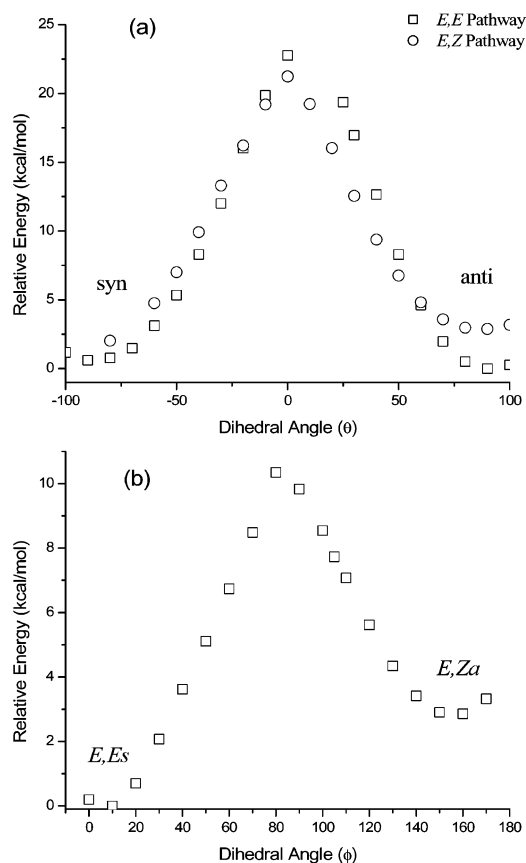 (a)
E,E Pathway
E,Z Pathway
Relative Energy (kcal/mol)
25
20
15
10
5
0
syn
anti
-100
-50
0
50
100
Dihedral Angle (θ)
(b)
Relative Energy (kcal/mol)
10
8
6
4
2
0
E,Es
E,Za
0
20
40
60
80
100
120
140
160
180
Dihedral Angle (ϕ)